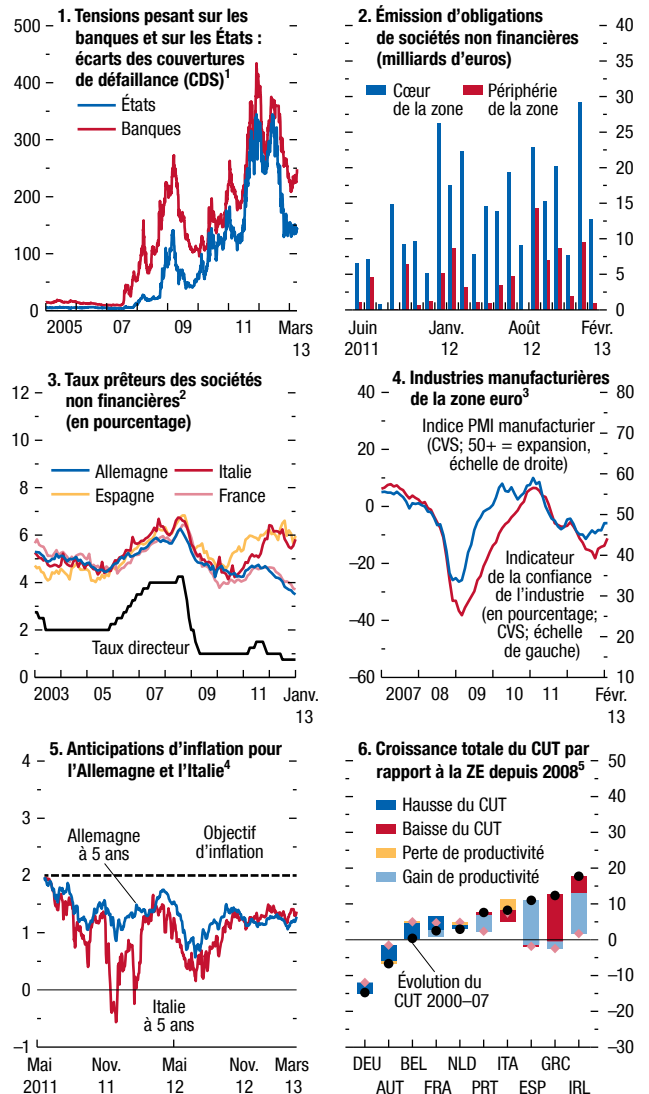 1. Tensions pesant sur les
banques et sur les États :
écarts des couvertures
de défaillance (CDS)1
États
Banques
500
400
300
200
100
0
2005 07 09 11 Mars
13
2. Émission d’obligations
de sociétés non financières
(milliards d’euros)
Cœur
de la zone
Périphérie
de la zone
40
35
30
25
20
15
10
5
0
Juin Janv. Août Févr.
2011 12 12 13
3. Taux prêteurs des sociétés
non financières2
(en pourcentage)
Allemagne Italie
Espagne France
Taux directeur
12
10
8
6
4
2
0
2003 05 07 09 11 Janv.
13
4. Industries manufacturières
de la zone euro3
Indice PMI manufacturier
(CVS; 50+ = expansion,
échelle de droite)
Indicateur
de la confiance
de l’industrie
(en pourcentage;
CVS; échelle
de gauche)
40
20
0
–20
–40
–60
80
70
60
50
40
30
20
10
2007 08 09 10 11 Févr.
13
5. Anticipations d’inflation pour
l’Allemagne et l’Italie4
Allemagne
à 5 ans
Objectif
d’inflation
Italie
à 5 ans
4
3
2
1
0
–1
Mai Nov. Mai Nov. Mars
2011 11 12 12 13
6. Croissance totale du CUT par
rapport à la ZE depuis 20085
Hausse du CUT
Baisse du CUT
Perte de productivité
Gain de productivité
Évolution du
CUT 2000–07
50
40
30
20
10
0
–10
–20
–30
DEU BEL NLD ITA GRC
AUT FRA PRT ESP IRL